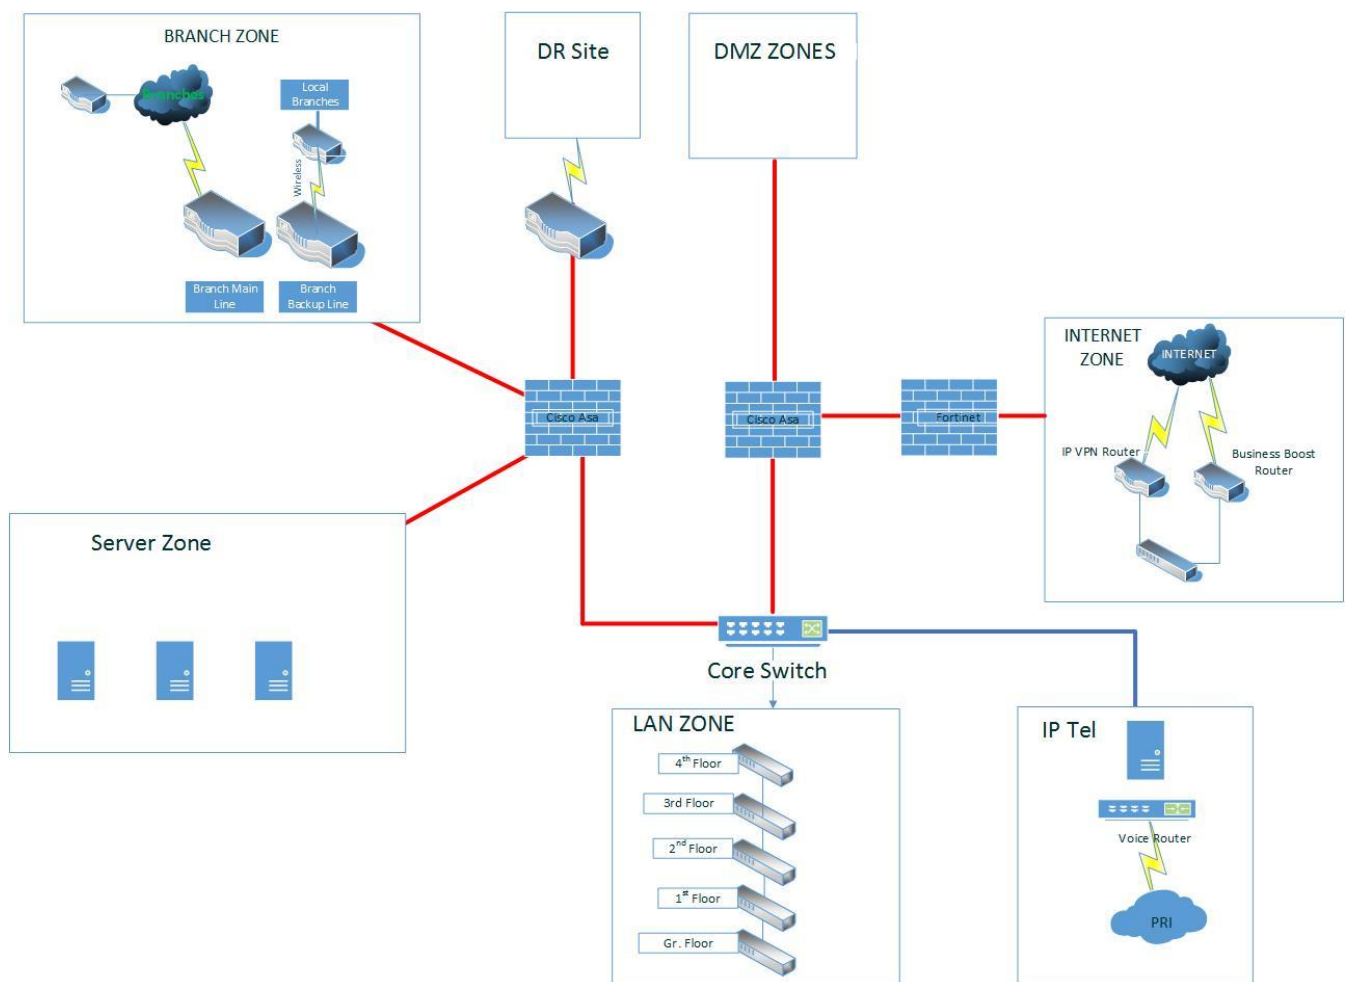 BRANCH ZONE
Branches
Local
Branches
Wireless
Branch Main
Line
Branch
Backup Line
DR Site
DMZ ZONES
INTERNET
ZONE
INTERNET
IP VPN Router
Business Boost
Router
Cisco Asa
Cisco Asa
Fortinet
Server Zone
Core Switch
LAN ZONE
4th Floor
3rd Floor
2nd Floor
1st Floor
Gr. Floor
IP Tel
Voice Router
PRI